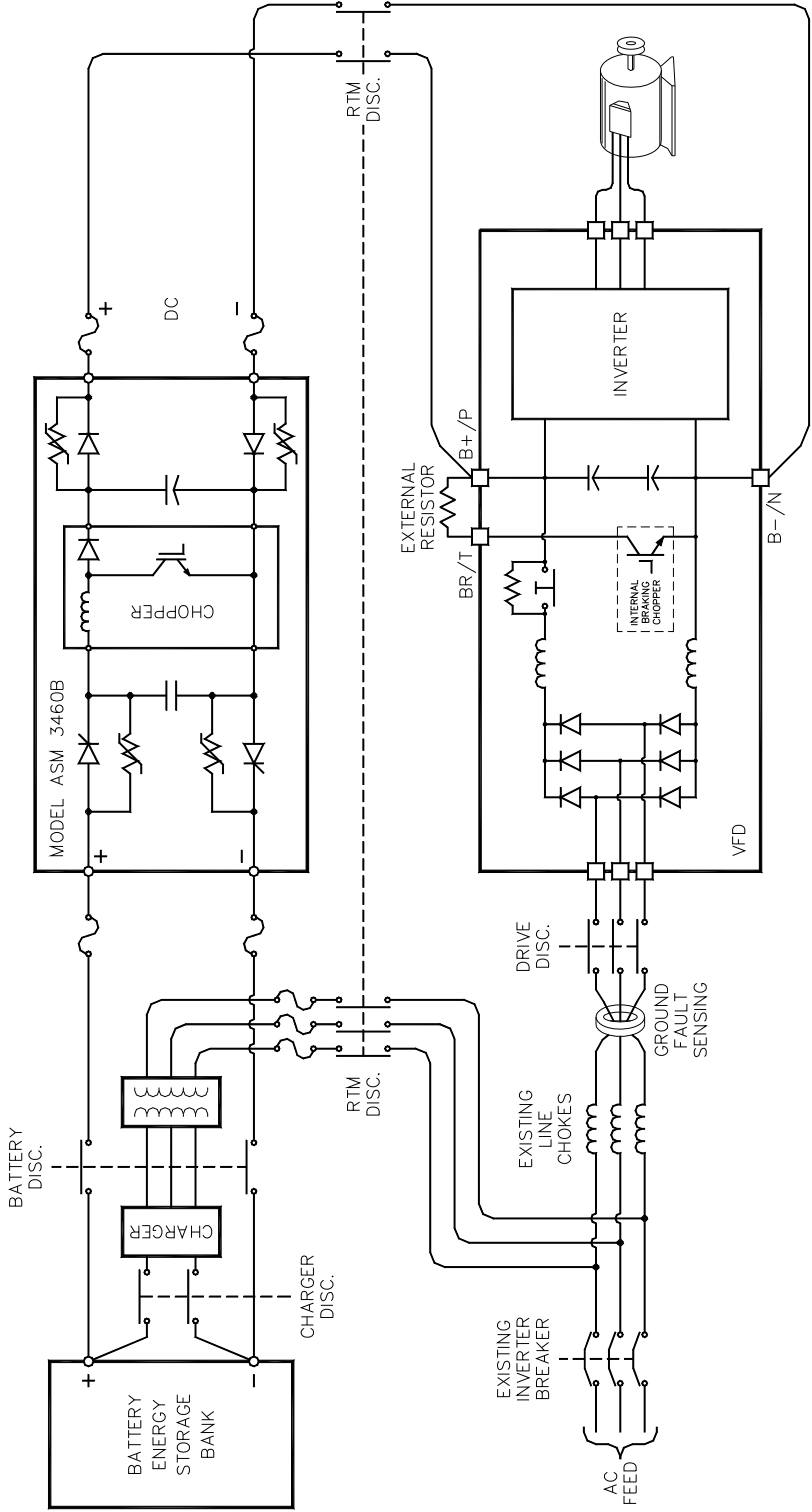 BATTERY
ENERGY
STORAGE
BANK
+
−
CHARGER
DISC.
CHARGER
BATTERY
DISC.
RTM
DISC.
MODEL ASM 3460B
+
−
CHOPPER
+
DC
−
RTM
DISC.
AC
FEED
EXISTING
INVERTER
BREAKER
EXISTING
LINE
CHOKES
GROUND
FAULT
SENSING
DRIVE
DISC.
VFD
INTERNAL
BRAKING
CHOPPER
BR/T
EXTERNAL
RESISTOR
B+/P
B−/N
INVERTER